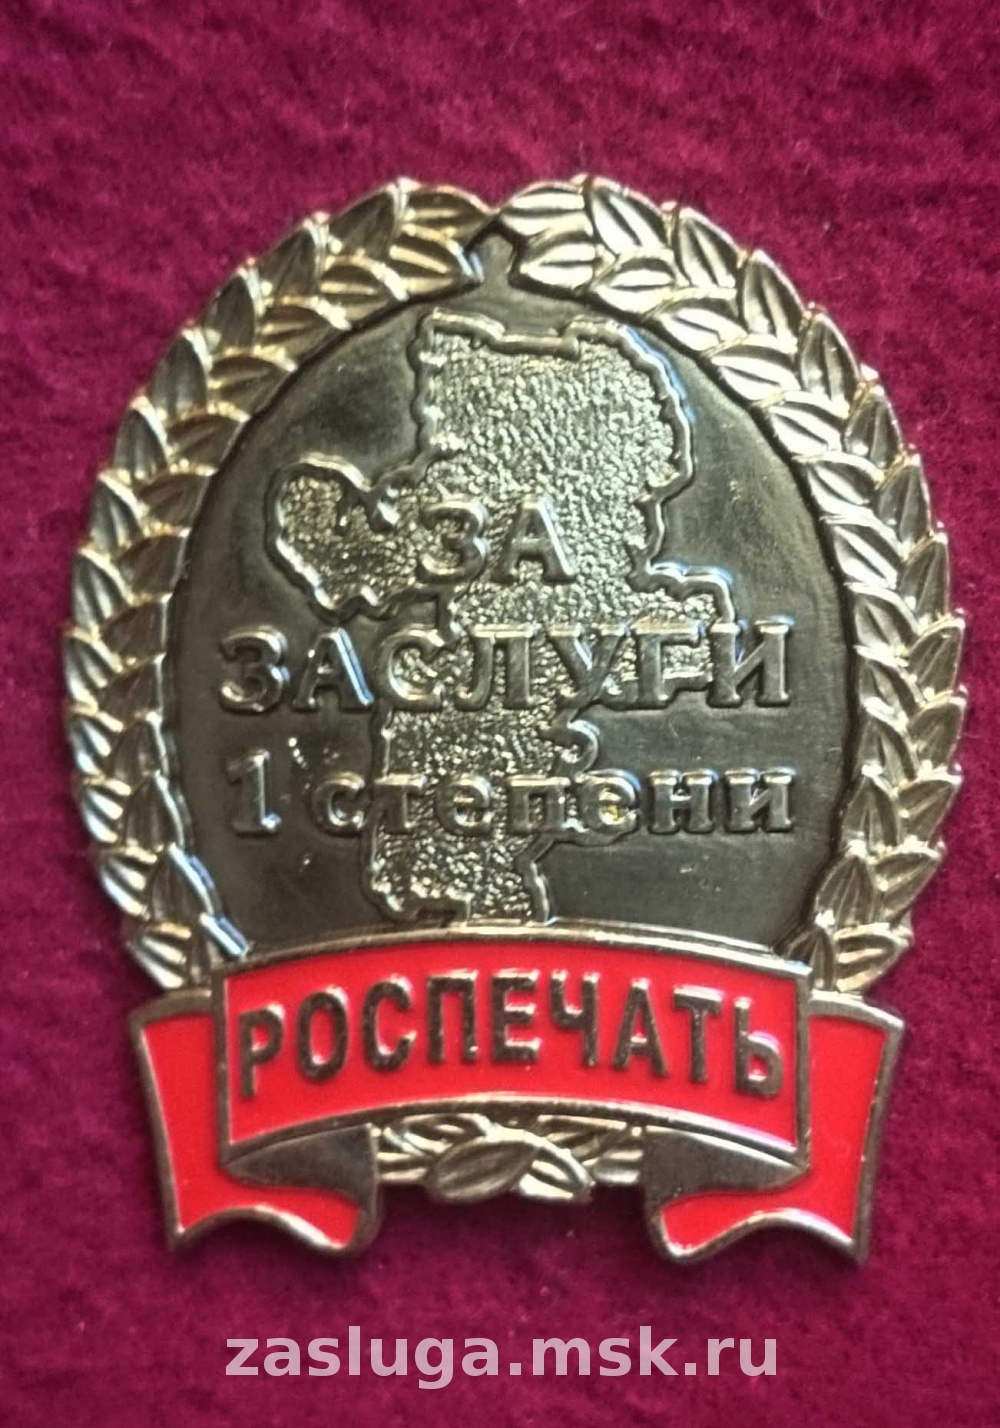 ЗА
ЗАСЛУГИ
1 степени
РОСПЕЧАТЬ
zasluga.msk.ru